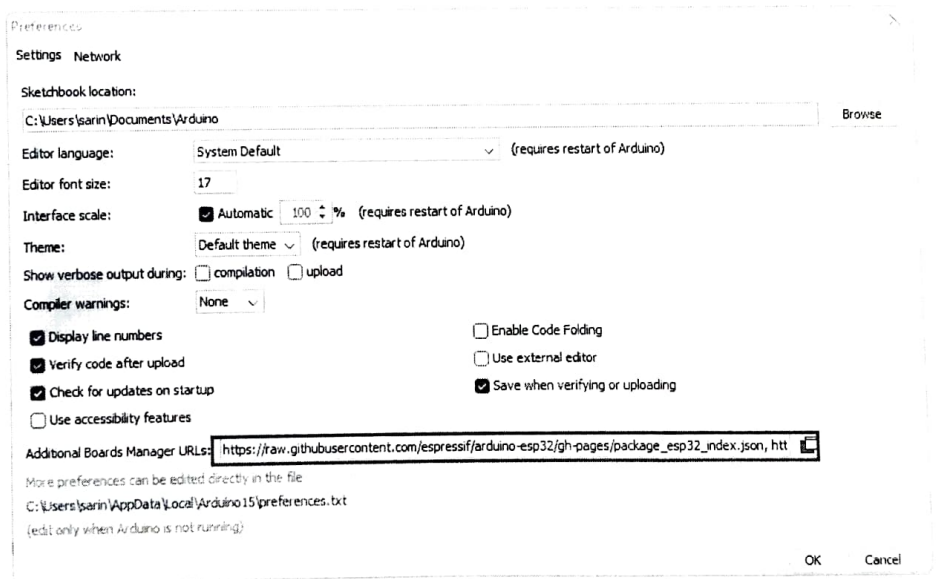 Preferences
Settings Network
Sketchbook location:
C:\Users\sarin\Documents\Arduino Browse
Editor language: System Default (requires restart of Arduino)
Editor font size: 17
Interface scale: Automatic 100 % (requires restart of Arduino)
Theme: Default theme (requires restart of Arduino)
Show verbose output during: compilation upload
Compiler warnings: None
Display line numbers Enable Code Folding
Verify code after upload Use external editor
Check for updates on startup Save when verifying or uploading
Use accessibility features
Additional Boards Manager URLs: https://raw.githubusercontent.com/espressif/arduino-esp32/gh-pages/package_esp32_index.json, htt
More preferences can be edited directly in the file
C:\Users\sarin\AppData\Local\Arduino15\preferences.txt
(edit only when Arduino is not running)
OK Cancel